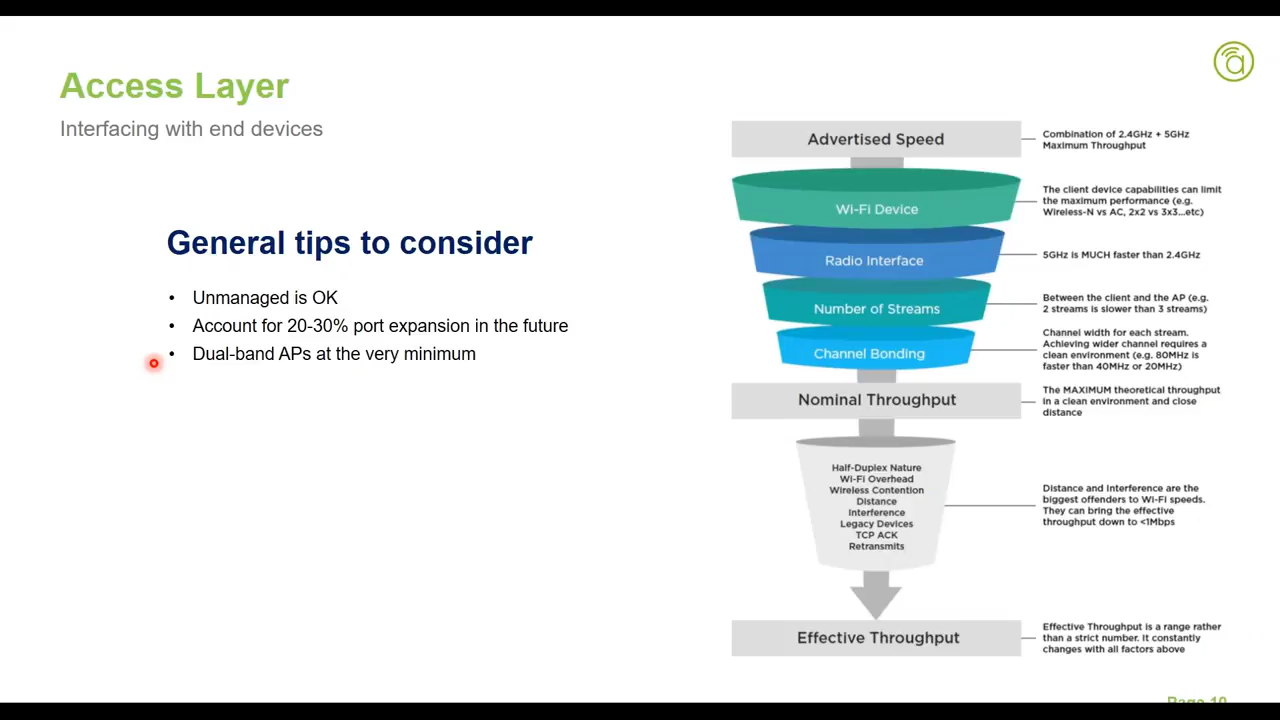 Access Layer
Interfacing with end devices
General tips to consider
• Unmanaged is OK
• Account for 20-30% port expansion in the future
• Dual-band APs at the very minimum
Advertised Speed
Combination of 2.4GHz + 5GHz
Maximum Throughput
Wi-Fi Device
The client device capabilities can limit
the maximum performance (e.g.
Wireless-N vs AC, 2x2 vs 3x3...etc)
Radio Interface
5GHz is MUCH faster than 2.4GHz
Number of Streams
Between the client and the AP (e.g.
2 streams is slower than 3 streams)
Channel Bonding
Channel width for each stream.
Achieving wider channel requires a
clean environment (e.g. 80MHz is
faster than 40MHz or 20MHz)
Nominal Throughput
The MAXIMUM theoretical throughput
in a clean environment and close
distance
Half-Duplex Nature
Wi-Fi Overhead
Wireless Contention
Distance
Interference
Legacy Devices
TCP ACK
Retransmits
Distance and Interference are the
biggest offenders to Wi-Fi speeds.
They can bring the effective
throughput down to <1Mbps
Effective Throughput
Effective Throughput is a range rather
than a strict number. It constantly
changes with all factors above
Page 10